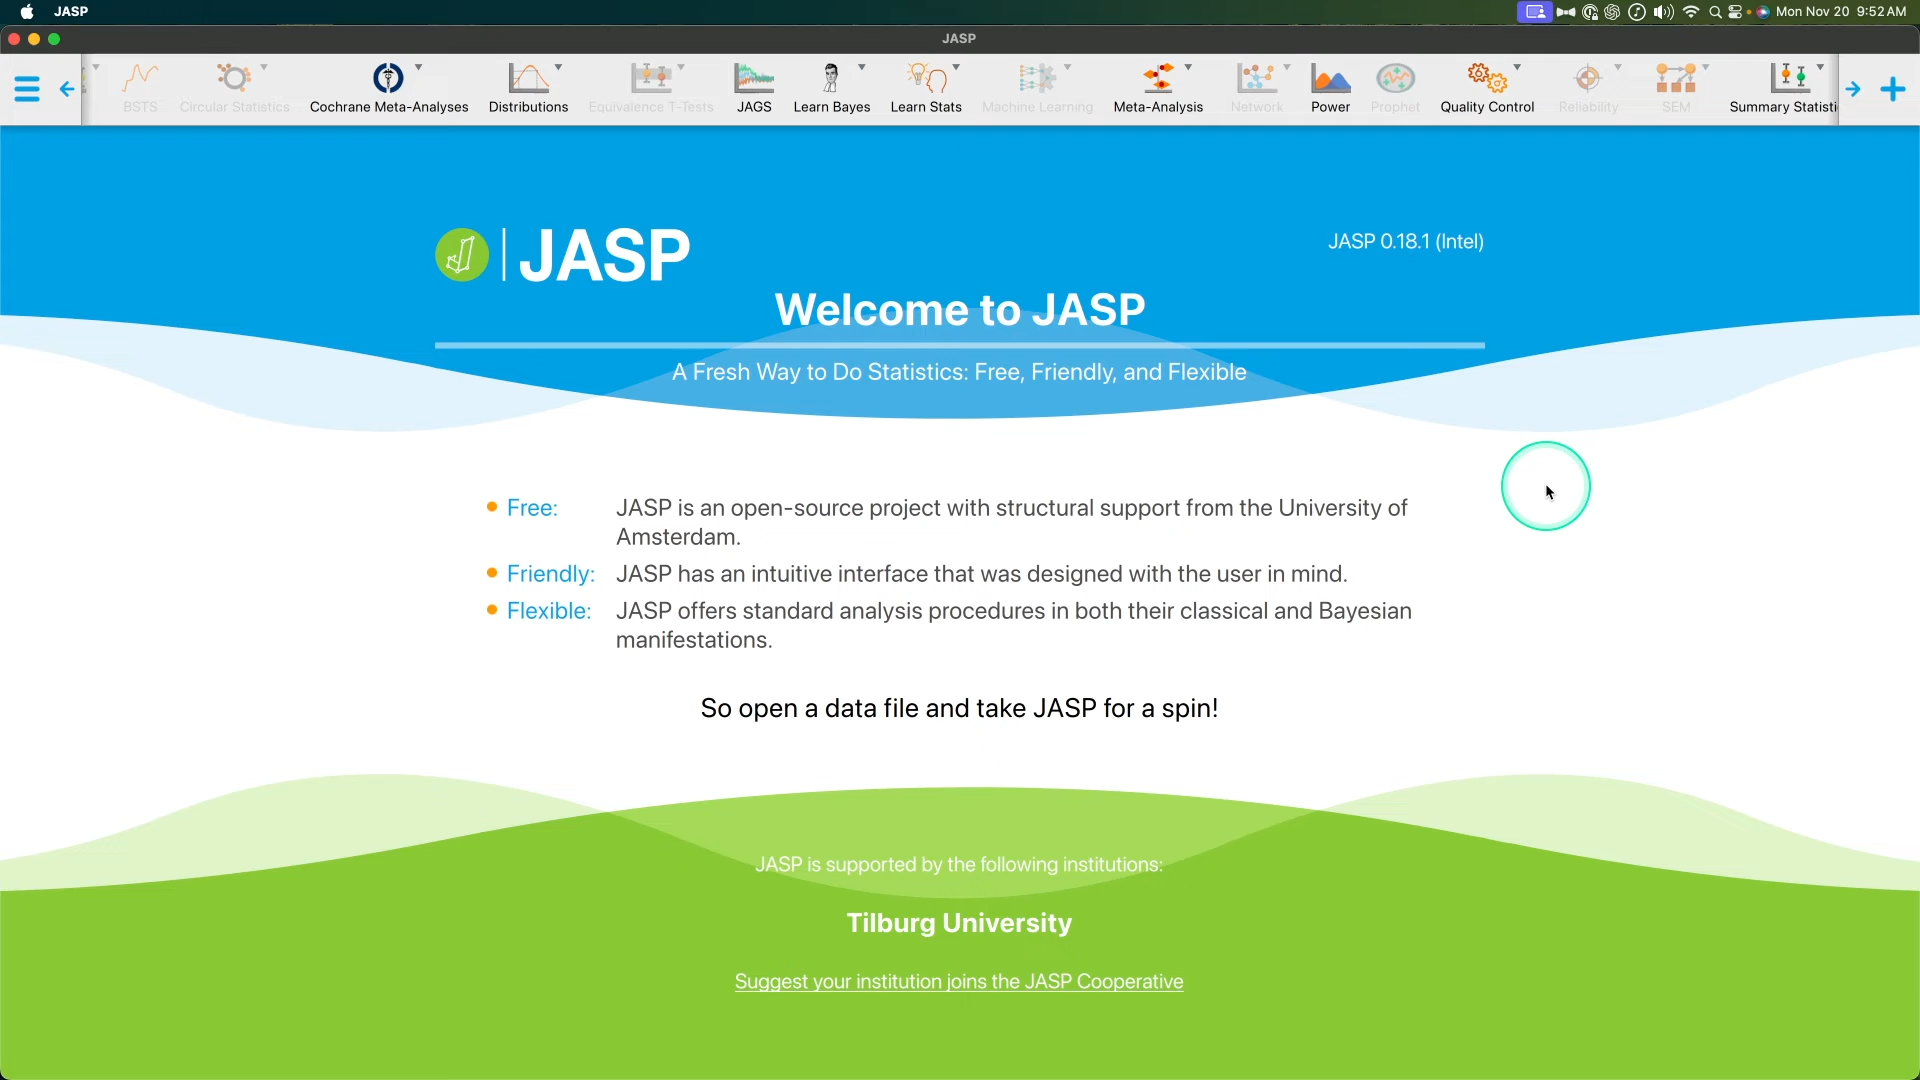 JASP
Mon Nov 20 9:52 AM
JASP
BSTS
Circular Statistics
Cochrane Meta-Analyses
Distributions
Equivalence T-Tests
JAGS
Learn Bayes
Learn Stats
Machine Learning
Meta-Analysis
Network
Power
Prophet
Quality Control
Reliability
SEM
Summary Statisti
JASP
JASP 0.18.1 (Intel)
Welcome to JASP
A Fresh Way to Do Statistics: Free, Friendly, and Flexible
Free: JASP is an open-source project with structural support from the University of
Amsterdam.
Friendly: JASP has an intuitive interface that was designed with the user in mind.
Flexible: JASP offers standard analysis procedures in both their classical and Bayesian
manifestations.
So open a data file and take JASP for a spin!
JASP is supported by the following institutions:
Tilburg University
Suggest your institution joins the JASP Cooperative